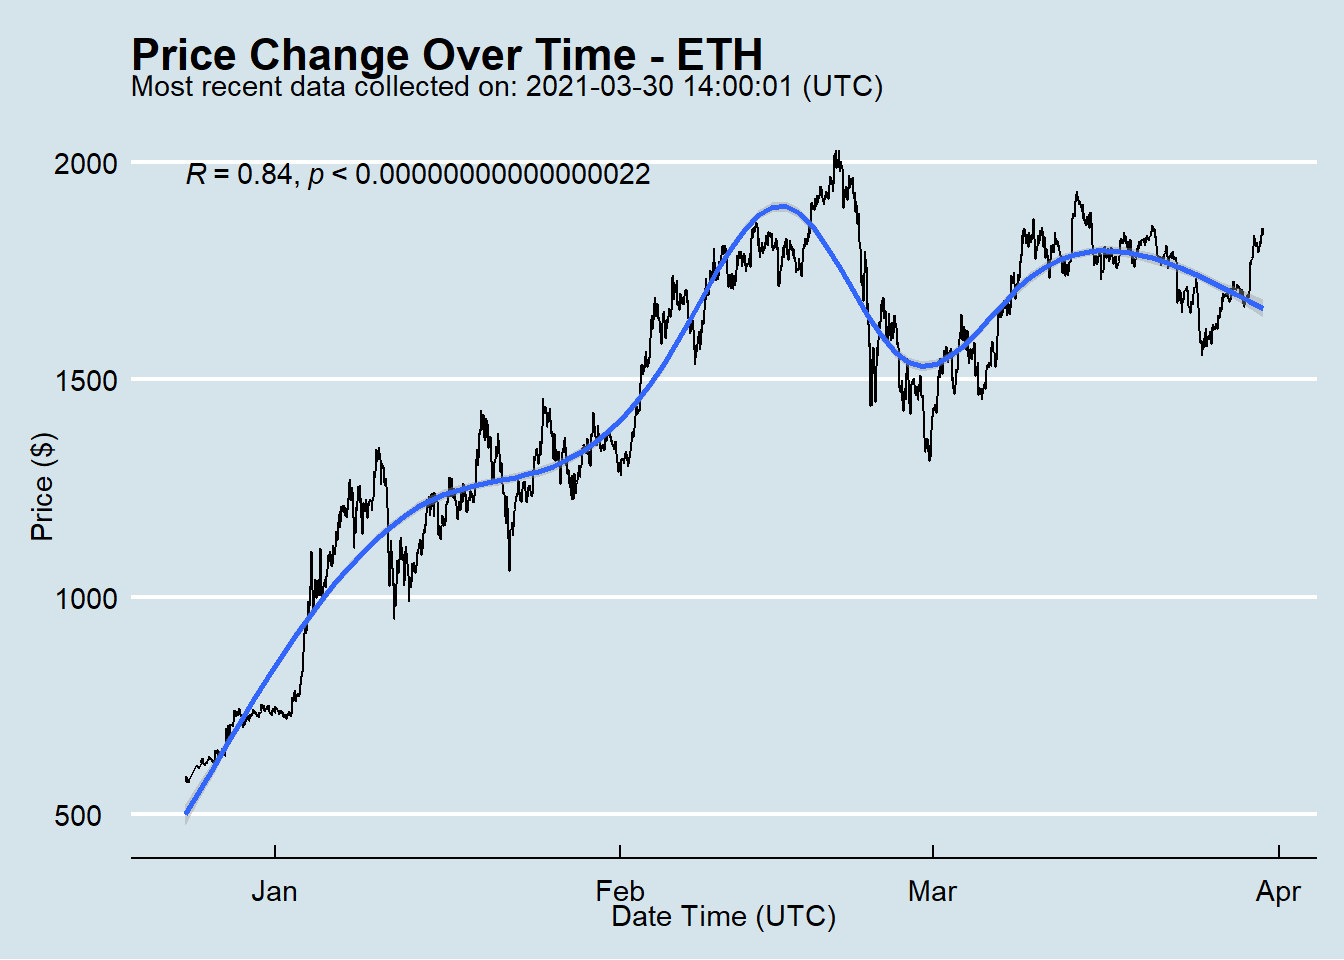 Price Change Over Time - ETH
Most recent data collected on: 2021-03-30 14:00:01 (UTC)
R = 0.84, p < 0.00000000000000022
2000
1500
1000
500
Price ($)
Jan Feb Mar Apr
Date Time (UTC)